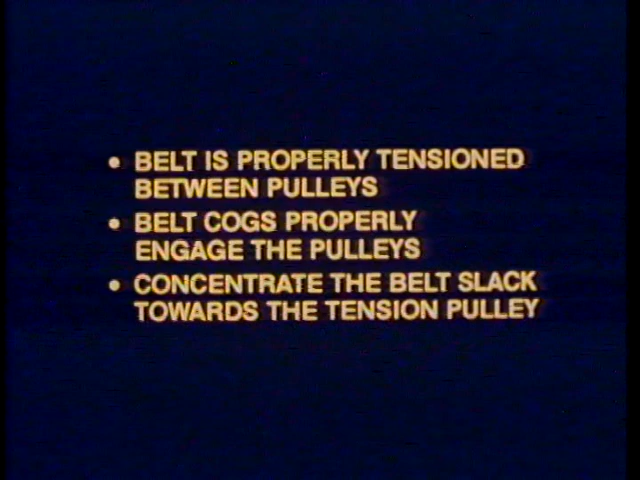 • BELT IS PROPERLY TENSIONED
BETWEEN PULLEYS
• BELT COGS PROPERLY
ENGAGE THE PULLEYS
• CONCENTRATE THE BELT SLACK
TOWARDS THE TENSION PULLEY